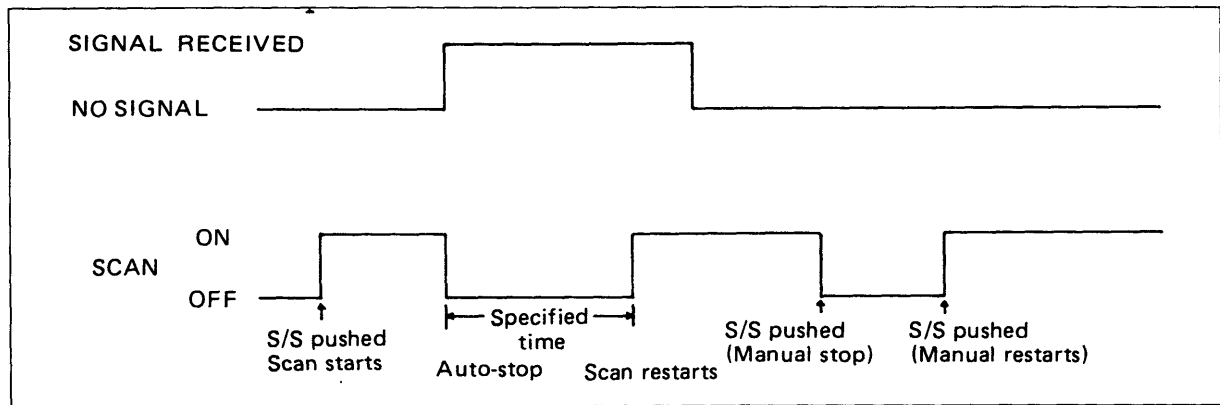 SIGNAL RECEIVED
NO SIGNAL
ON
SCAN
OFF
S/S pushed
Scan starts
Specified
time
Auto-stop
Scan restarts
S/S pushed
(Manual stop)
S/S pushed
(Manual restarts)